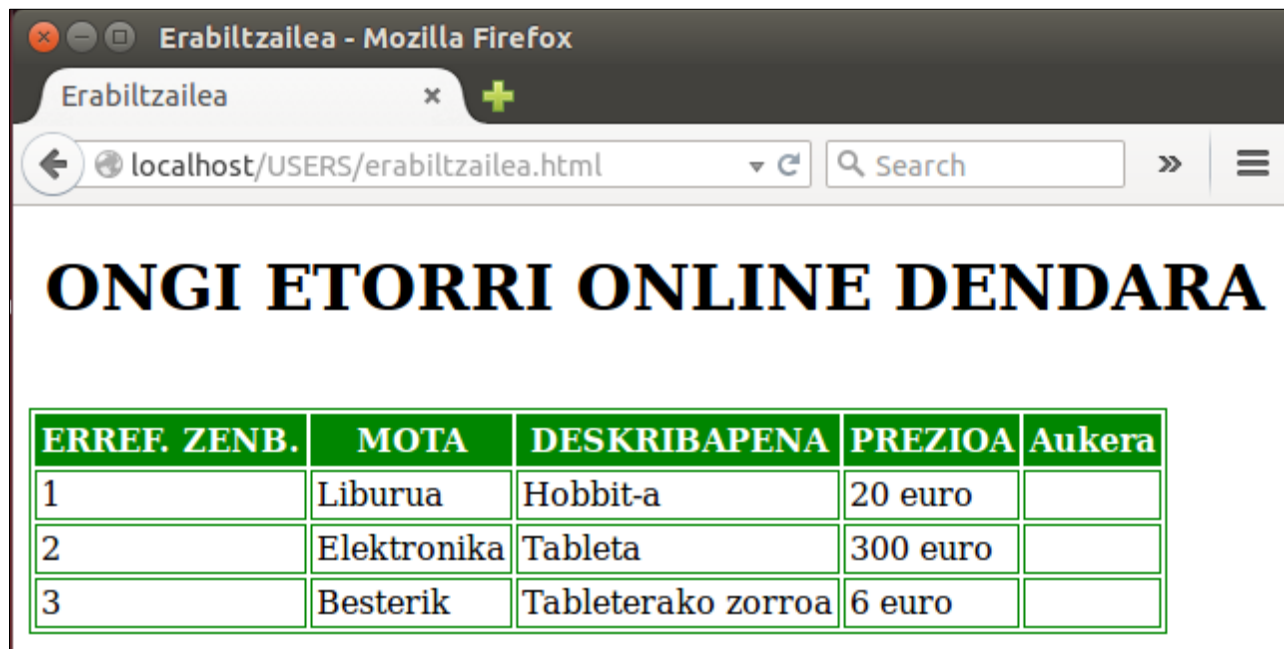 Erabiltzailea - Mozilla Firefox
Erabiltzailea
localhost/USERS/erabiltzailea.html Search
ONGI ETORRI ONLINE DENDARA
ERREF. ZENB. MOTA DESKRIBAPENA PREZIOA Aukera
1 Liburua Hobbit-a 20 euro
2 Elektronika Tableta 300 euro
3 Besterik Tableterako zorroa 6 euro